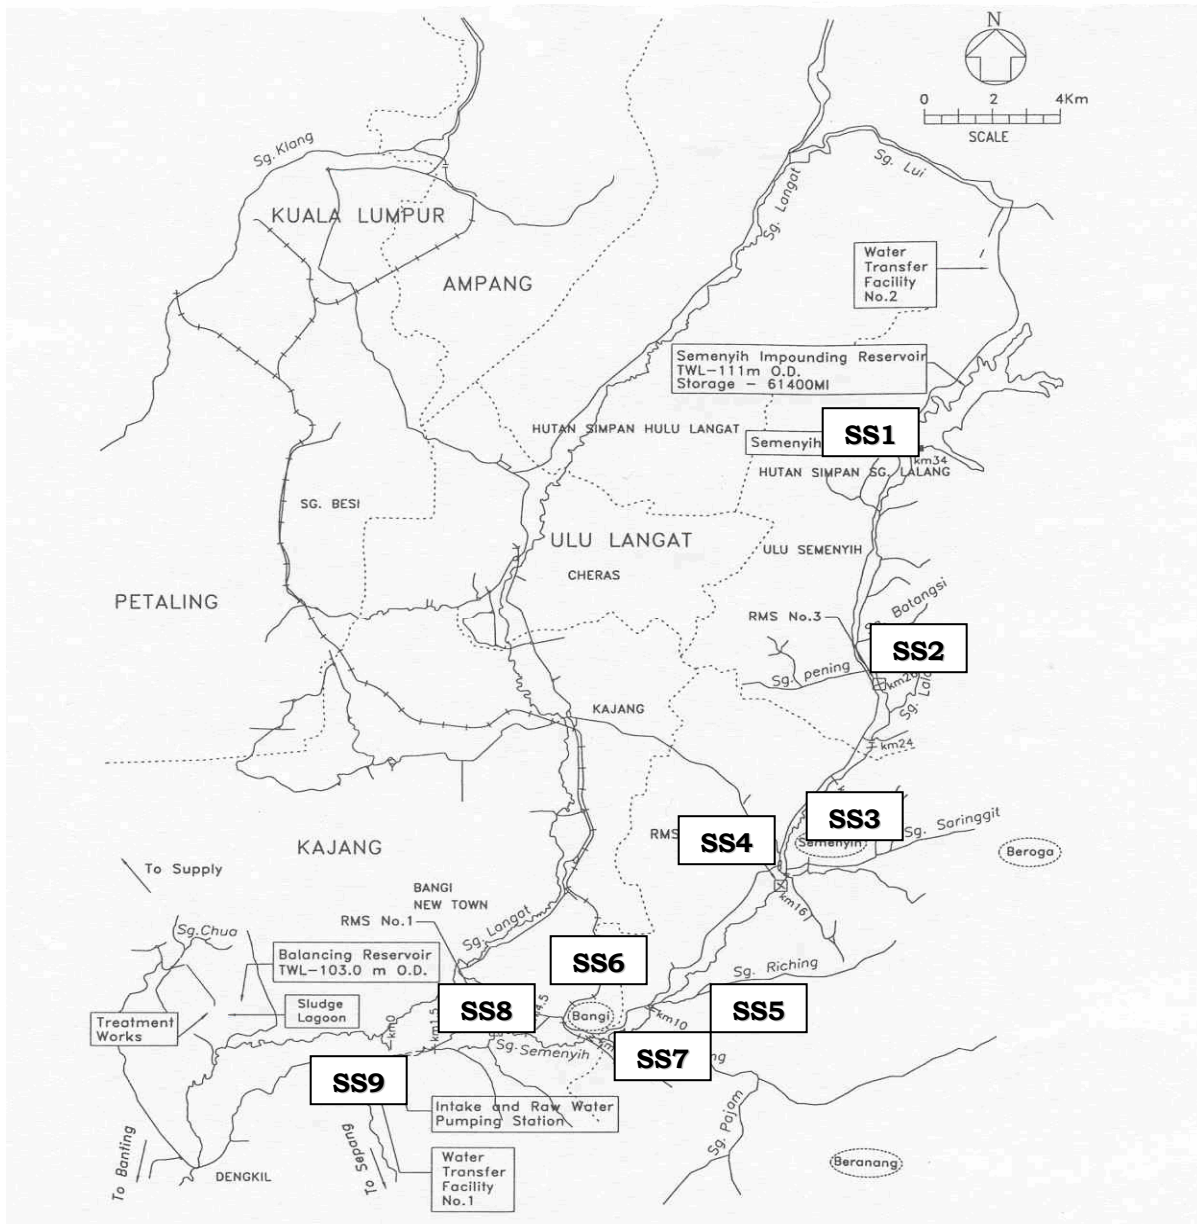 N
0 2 4Km
SCALE
Sg. Klang
Sg. Lui
Sg. Langat
KUALA LUMPUR
AMPANG
Water
Transfer
Facility
No.2
Semenyih Impounding Reservoir
TWL-111m O.D.
Storage - 61400Ml
HUTAN SIMPAN HULU LANGAT
Semenyih
SS1
km34
HUTAN SIMPAN SG. LALANG
SG. BESI
ULU LANGAT
ULU SEMENYIH
CHERAS
PETALING
Sg. Batangsi
RMS No.3
SS2
Sg. pening
Sg.
km24
KAJANG
SS3
RMS
SS4
Semenyih
Sg. Saringgit
Beroga
KAJANG
To Supply
km16
BANGI
NEW TOWN
RMS No.1
Sg. Langat
Sg.Chua
Balancing Reservoir
TWL-103.0 m O.D.
SS6
Sg. Riching
Sludge
Lagoon
Treatment
Works
km0
km1.5
SS8
Bangi
km10
SS5
Sg. Semenyih
SS7
SS9
Intake and Raw Water
Pumping Station
Sg. Pajam
To Banting
DENGKIL
To Sepang
Water
Transfer
Facility
No.1
Beranang